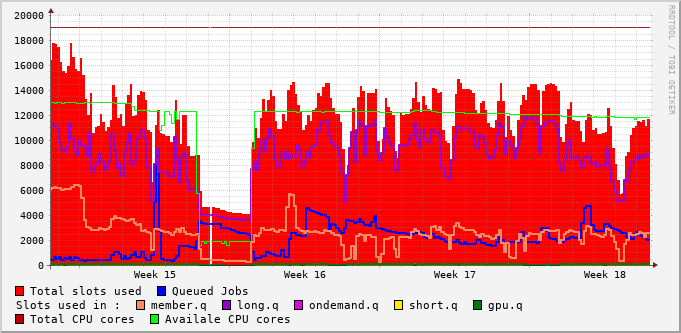 20000
18000
16000
14000
12000
10000
8000
6000
4000
2000
0
Week 15 Week 16 Week 17 Week 18
RRDTOOL / TOBI OETIKER
Total slots used Queued Jobs
Slots used in : member.q long.q ondemand.q short.q gpu.q
Total CPU cores Availale CPU cores